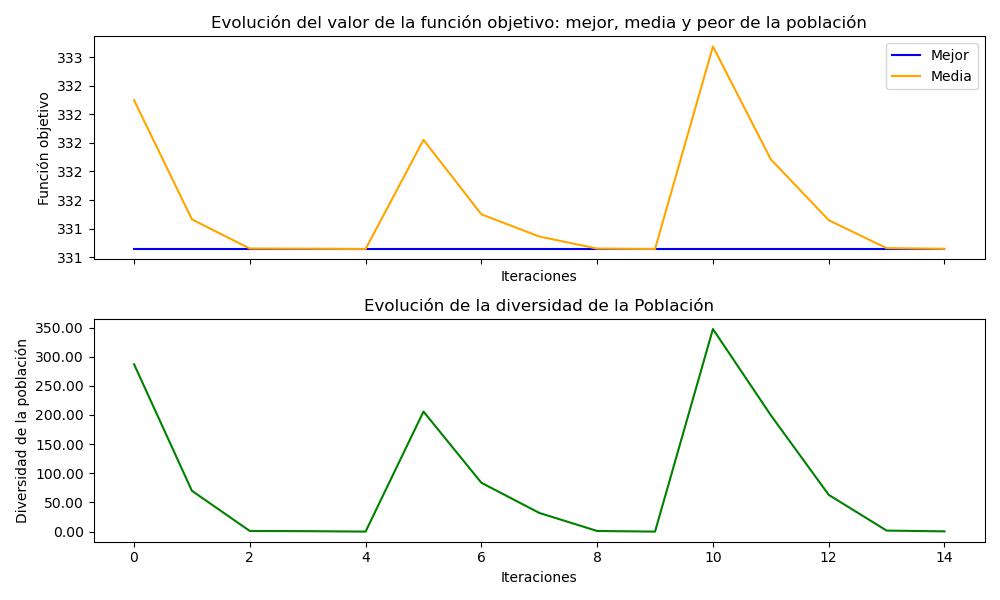 Evolución del valor de la función objetivo: mejor, media y peor de la población
Función objetivo
333
332
332
332
332
332
331
331
Mejor
Media
Iteraciones
Evolución de la diversidad de la Población
Diversidad de la población
350.00
300.00
250.00
200.00
150.00
100.00
50.00
0.00
0 2 4 6 8 10 12 14
Iteraciones